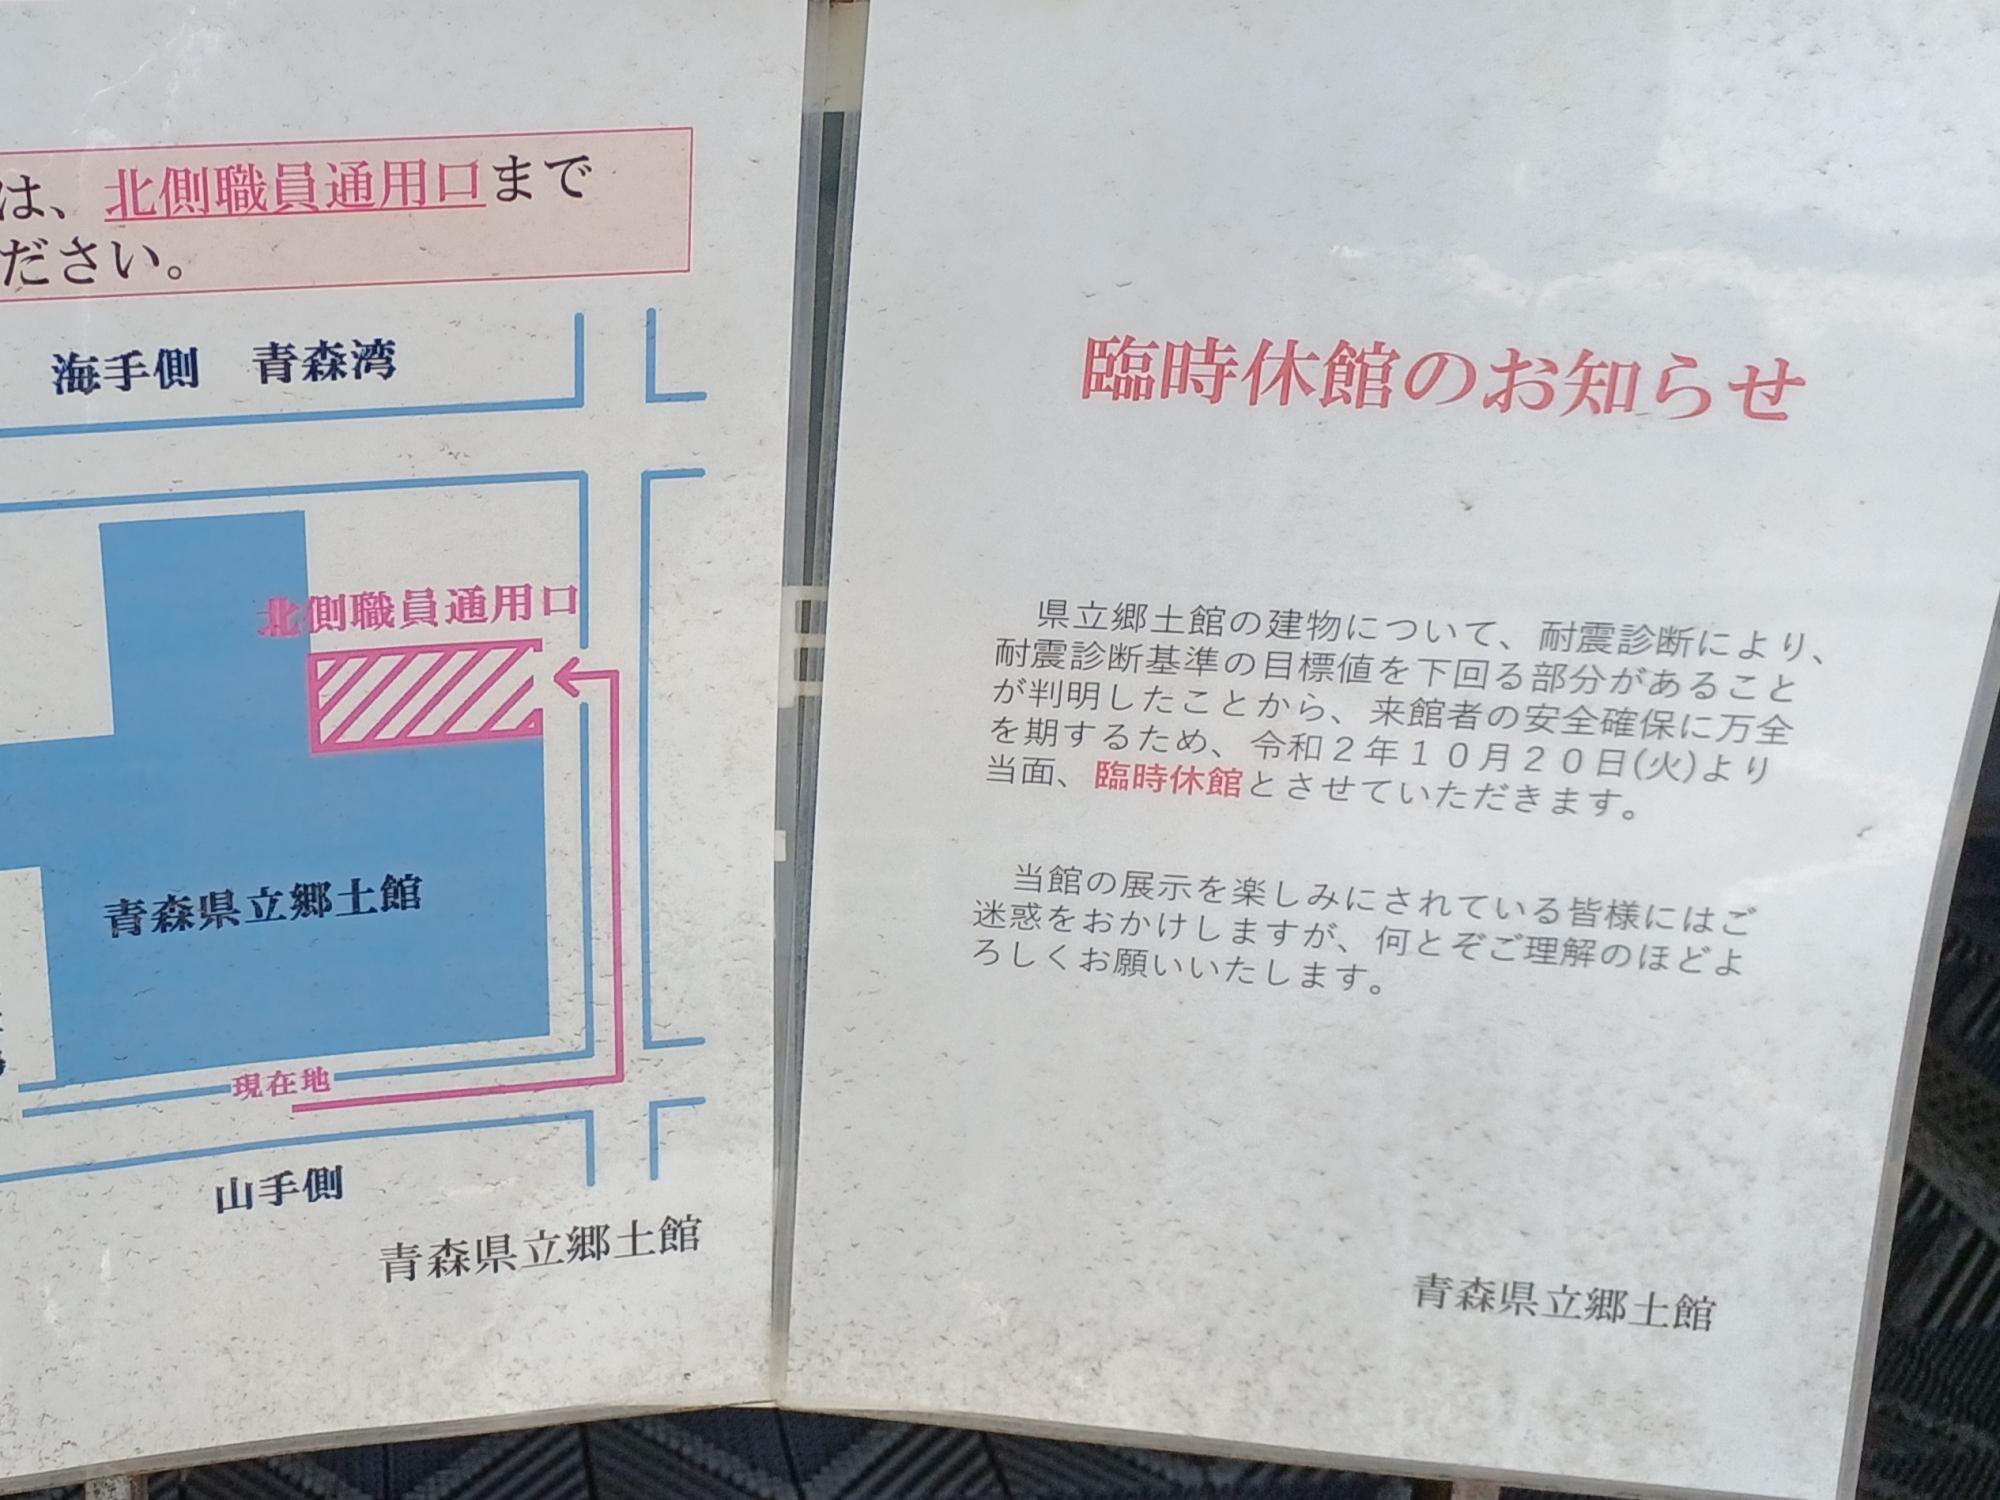 は、北側職員通用口まで
ださい。
海手側　青森湾
北側職員通用口
青森県立郷土館
現在地
山手側
青森県立郷土館
臨時休館のお知らせ
県立郷土館の建物について、耐震診断により、
耐震診断基準の目標値を下回る部分があること
が判明したことから、来館者の安全確保に万全
を期するため、令和２年１０月２０日(火)より
当面、臨時休館とさせていただきます。
当館の展示を楽しみにされている皆様にはご
迷惑をおかけしますが、何とぞご理解のほどよ
ろしくお願いいたします。
青森県立郷土館